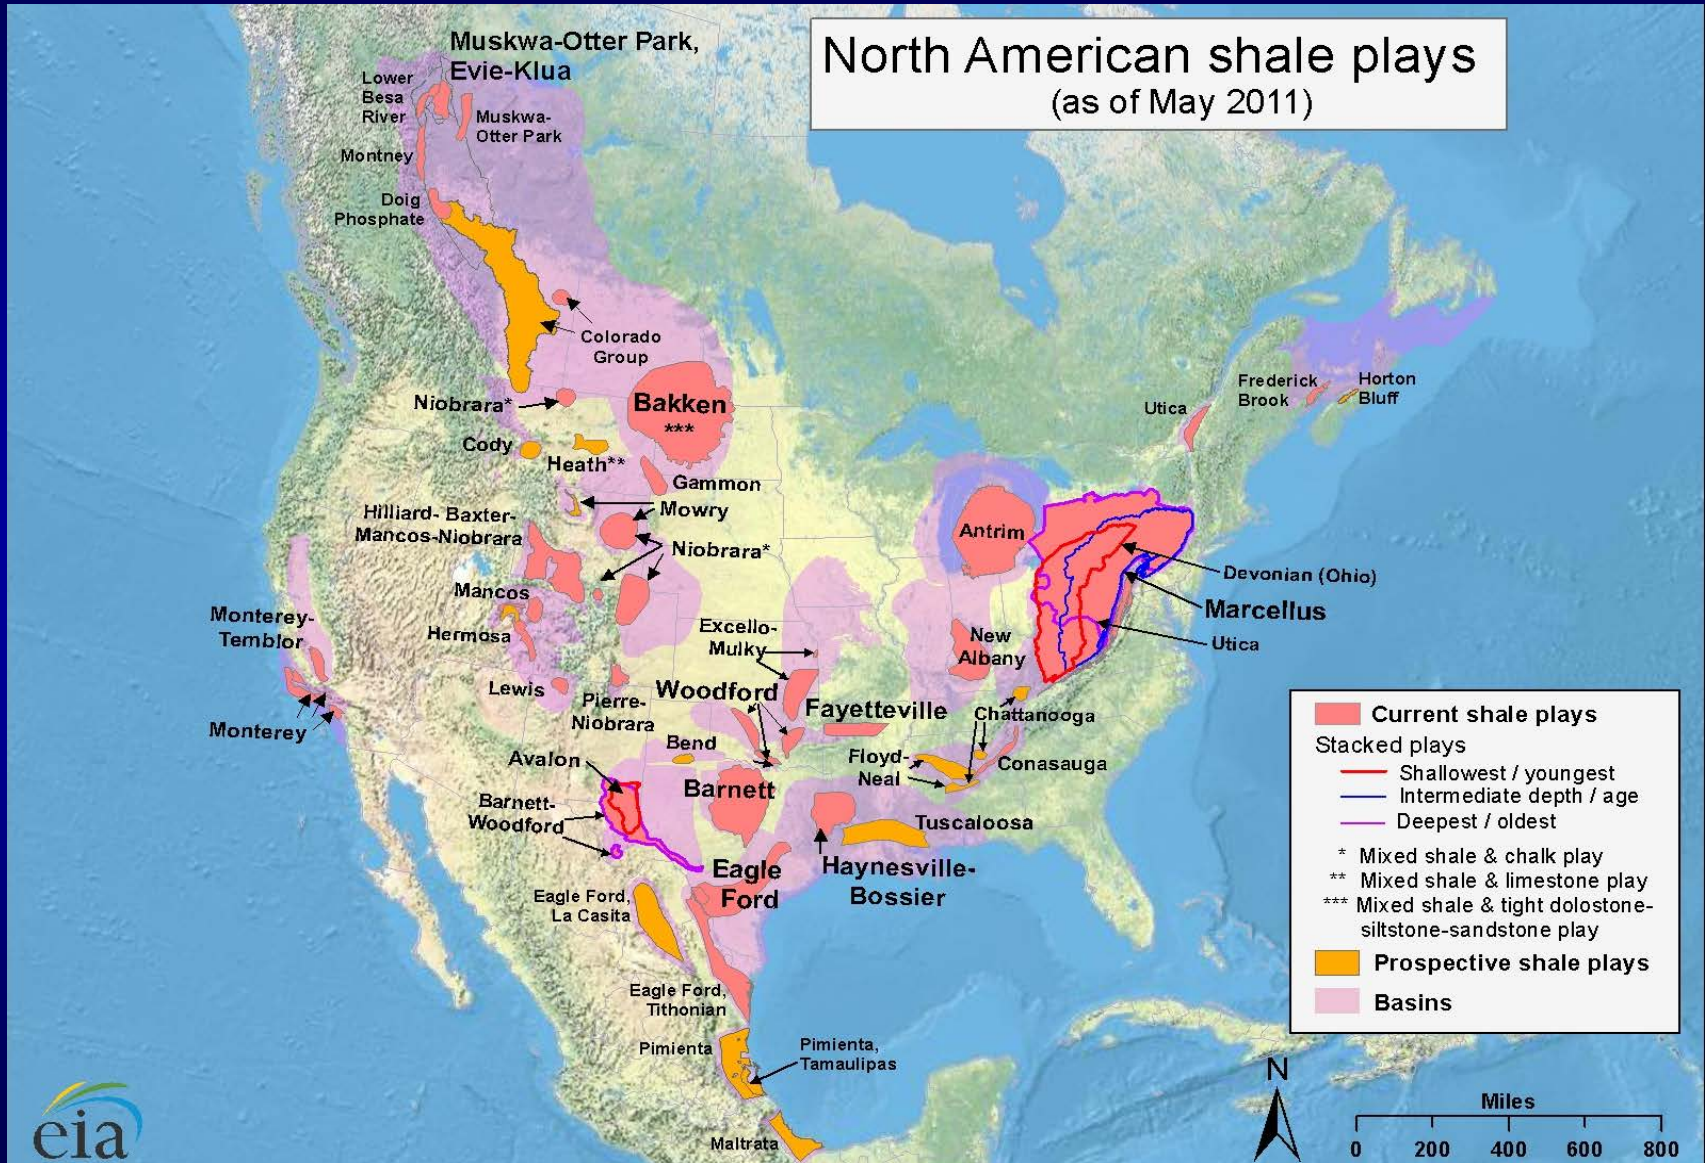 North American shale plays
(as of May 2011)
Muskwa-Otter Park,
Evie-Klua
Lower
Besa
River
Muskwa-
Otter Park
Montney
Doig
Phosphate
Colorado
Group
Niobrara*
Bakken
***
Cody
Heath**
Gammon
Mowry
Hilliard- Baxter-
Mancos-Niobrara
Niobrara*
Mancos
Hermosa
Monterey-
Temblor
Monterey
Lewis
Pierre-
Niobrara
Excello-
Mulky
Woodford
Fayetteville
Bend
Avalon
Barnett
Barnett-
Woodford
Antrim
New
Albany
Chattanooga
Floyd-
Neal
Conasauga
Tuscaloosa
Haynesville-
Bossier
Eagle
Ford
Eagle Ford,
La Casita
Eagle Ford,
Tithonian
Pimienta
Pimienta,
Tamaulipas
Maltrata
Utica
Frederick
Brook
Horton
Bluff
Devonian (Ohio)
Marcellus
Utica
Current shale plays
Stacked plays
Shallowest / youngest
Intermediate depth / age
Deepest / oldest
* Mixed shale & chalk play
** Mixed shale & limestone play
*** Mixed shale & tight dolostone-
siltstone-sandstone play
Prospective shale plays
Basins
N
Miles
0 200 400 600 800
eia